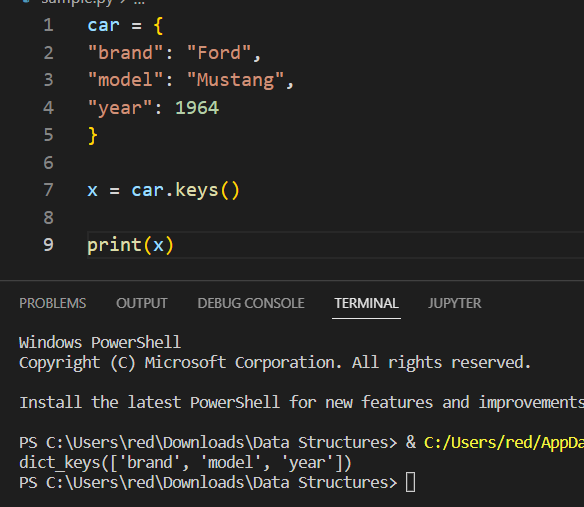 sample.py > ...
1 car = {
2 "brand": "Ford",
3 "model": "Mustang",
4 "year": 1964
5 }
6
7 x = car.keys()
8
9 print(x)
PROBLEMS OUTPUT DEBUG CONSOLE TERMINAL JUPYTER
Windows PowerShell
Copyright (C) Microsoft Corporation. All rights reserved.
Install the latest PowerShell for new features and improvements
PS C:\Users\red\Downloads\Data Structures> & C:/Users/red/AppDa
dict_keys(['brand', 'model', 'year'])
PS C:\Users\red\Downloads\Data Structures>